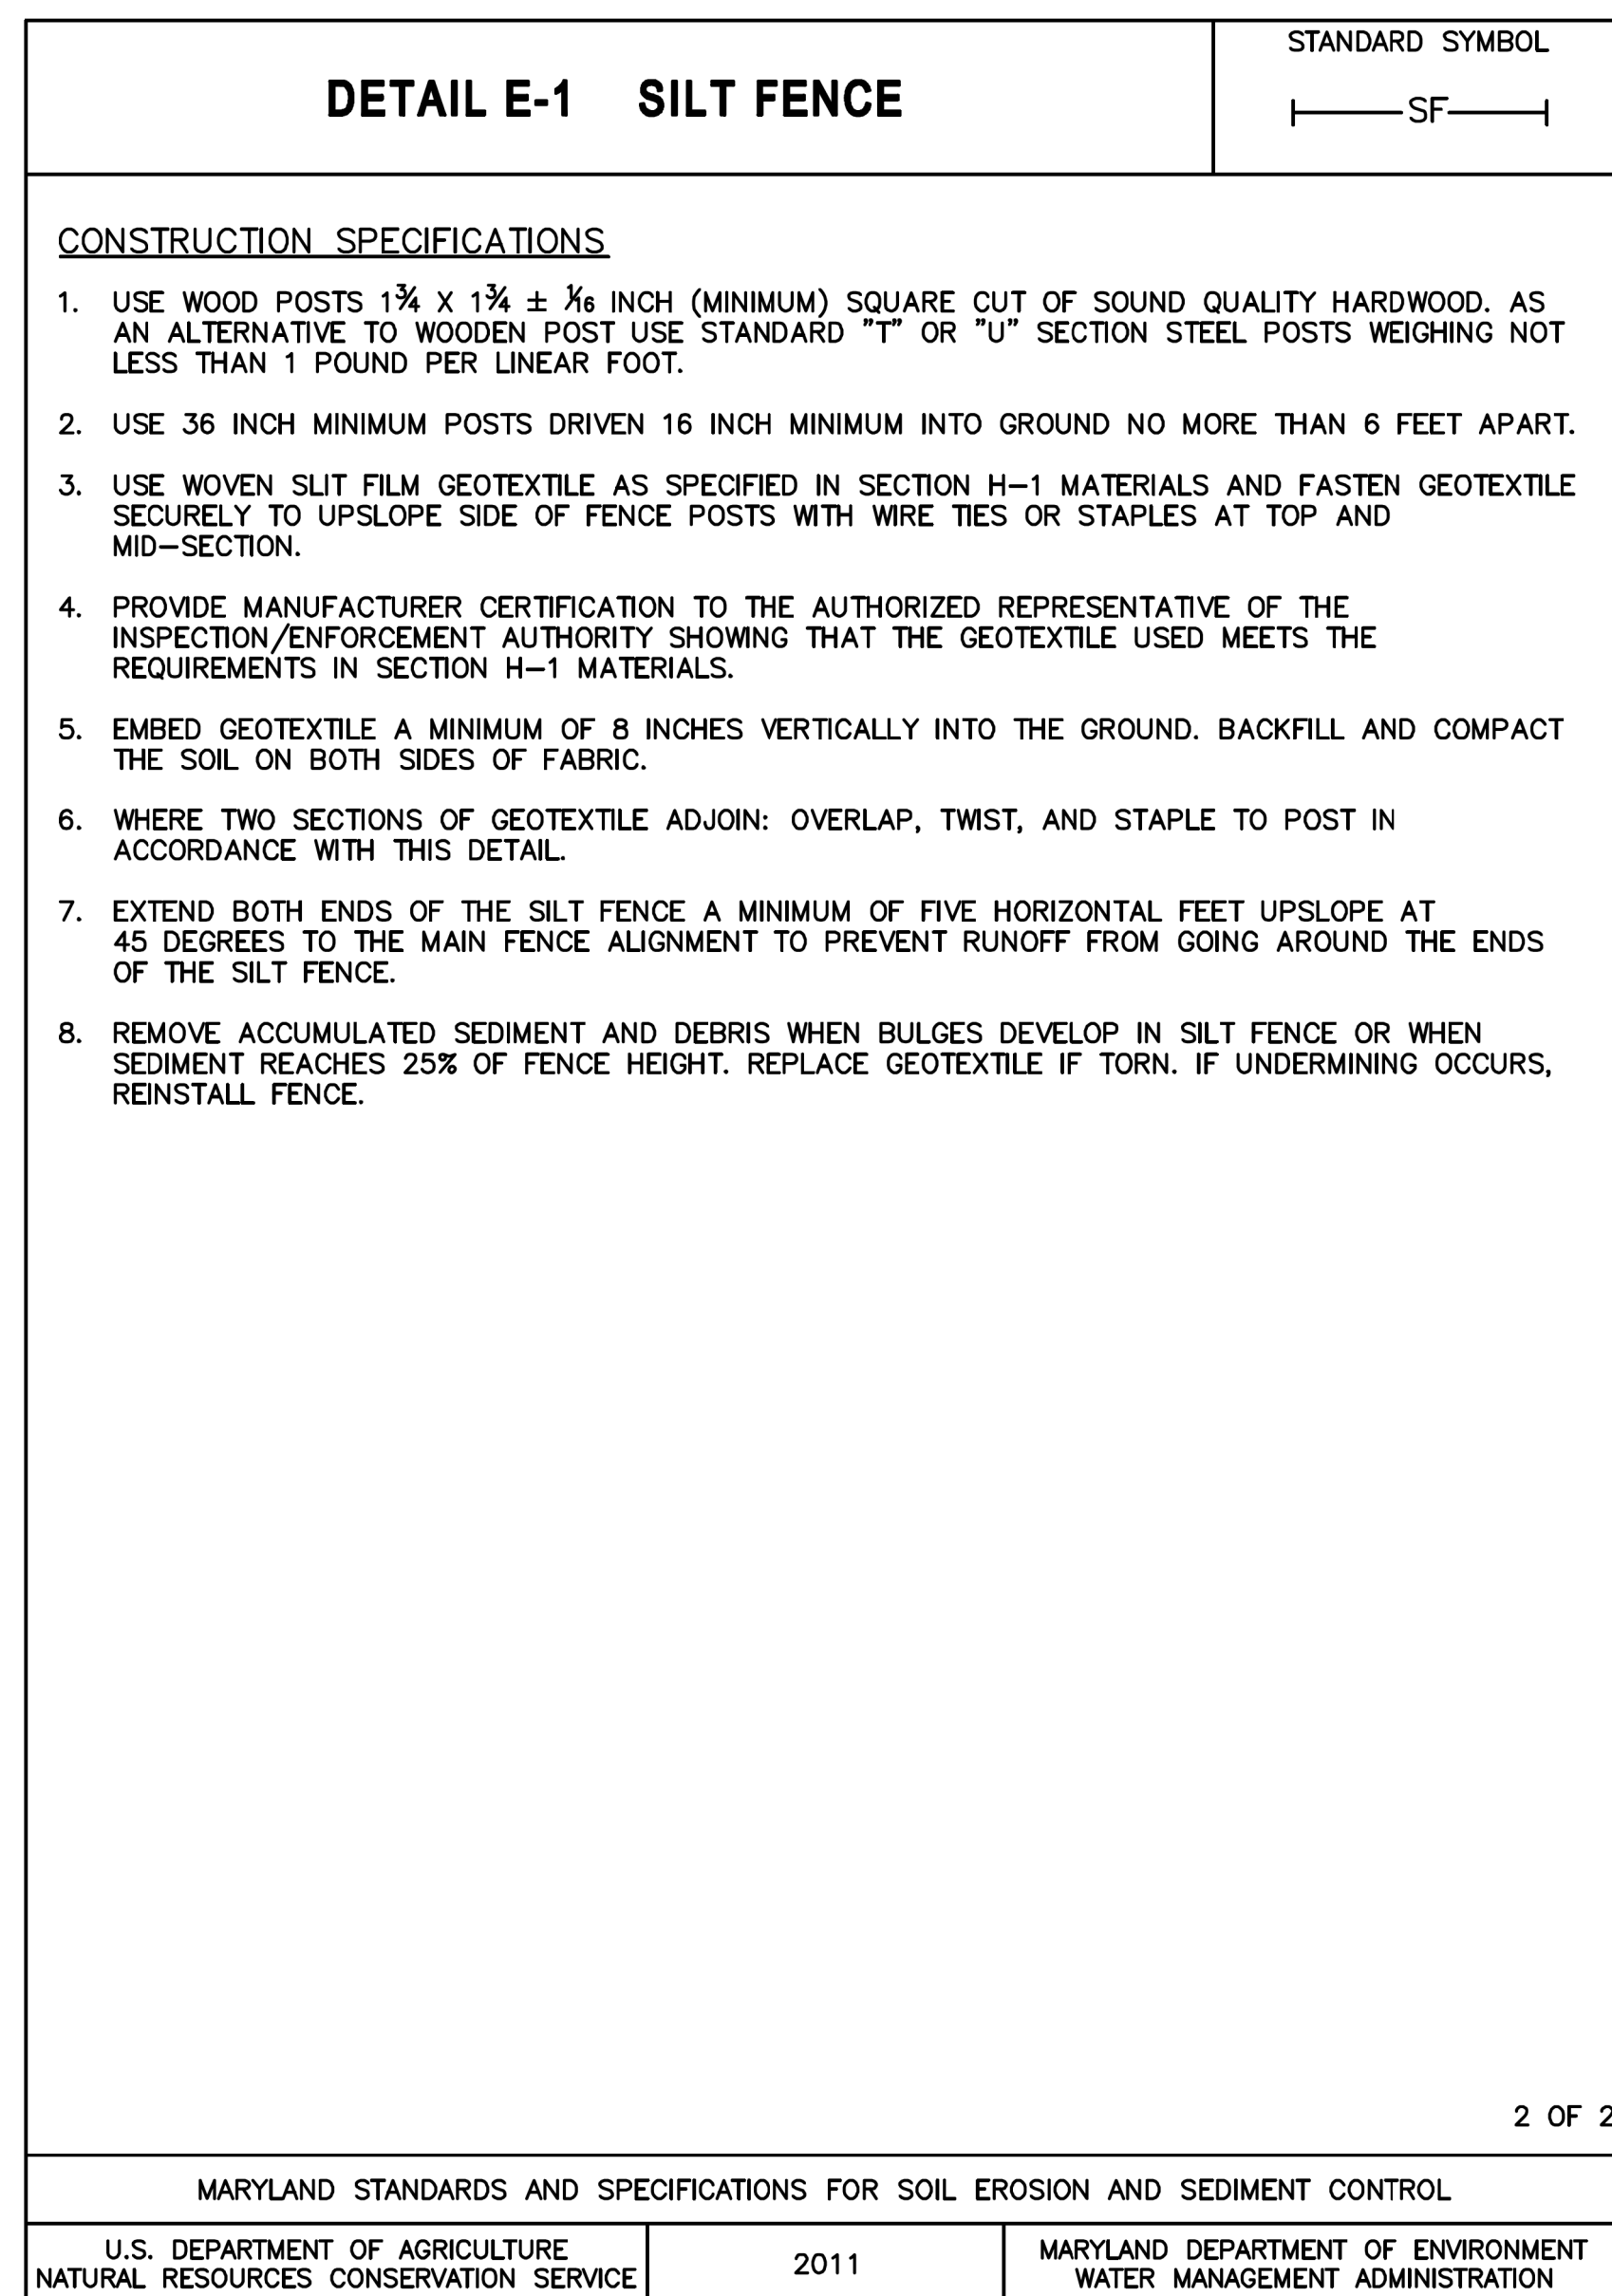 DETAIL E-1 SILT FENCE
STANDARD SYMBOL
SF
CONSTRUCTION SPECIFICATIONS
1. USE WOOD POSTS 1¾ X 1¾ ± 1/16 INCH (MINIMUM) SQUARE CUT OF SOUND QUALITY HARDWOOD. AS
AN ALTERNATIVE TO WOODEN POST USE STANDARD "T" OR "U" SECTION STEEL POSTS WEIGHING NOT
LESS THAN 1 POUND PER LINEAR FOOT.
2. USE 36 INCH MINIMUM POSTS DRIVEN 16 INCH MINIMUM INTO GROUND NO MORE THAN 6 FEET APART.
3. USE WOVEN SLIT FILM GEOTEXTILE AS SPECIFIED IN SECTION H-1 MATERIALS AND FASTEN GEOTEXTILE
SECURELY TO UPSLOPE SIDE OF FENCE POSTS WITH WIRE TIES OR STAPLES AT TOP AND
MID-SECTION.
4. PROVIDE MANUFACTURER CERTIFICATION TO THE AUTHORIZED REPRESENTATIVE OF THE
INSPECTION/ENFORCEMENT AUTHORITY SHOWING THAT THE GEOTEXTILE USED MEETS THE
REQUIREMENTS IN SECTION H-1 MATERIALS.
5. EMBED GEOTEXTILE A MINIMUM OF 8 INCHES VERTICALLY INTO THE GROUND. BACKFILL AND COMPACT
THE SOIL ON BOTH SIDES OF FABRIC.
6. WHERE TWO SECTIONS OF GEOTEXTILE ADJOIN: OVERLAP, TWIST, AND STAPLE TO POST IN
ACCORDANCE WITH THIS DETAIL.
7. EXTEND BOTH ENDS OF THE SILT FENCE A MINIMUM OF FIVE HORIZONTAL FEET UPSLOPE AT
45 DEGREES TO THE MAIN FENCE ALIGNMENT TO PREVENT RUNOFF FROM GOING AROUND THE ENDS
OF THE SILT FENCE.
8. REMOVE ACCUMULATED SEDIMENT AND DEBRIS WHEN BULGES DEVELOP IN SILT FENCE OR WHEN
SEDIMENT REACHES 25% OF FENCE HEIGHT. REPLACE GEOTEXTILE IF TORN. IF UNDERMINING OCCURS,
REINSTALL FENCE.
2 OF 2
MARYLAND STANDARDS AND SPECIFICATIONS FOR SOIL EROSION AND SEDIMENT CONTROL
U.S. DEPARTMENT OF AGRICULTURE
NATURAL RESOURCES CONSERVATION SERVICE
2011
MARYLAND DEPARTMENT OF ENVIRONMENT
WATER MANAGEMENT ADMINISTRATION